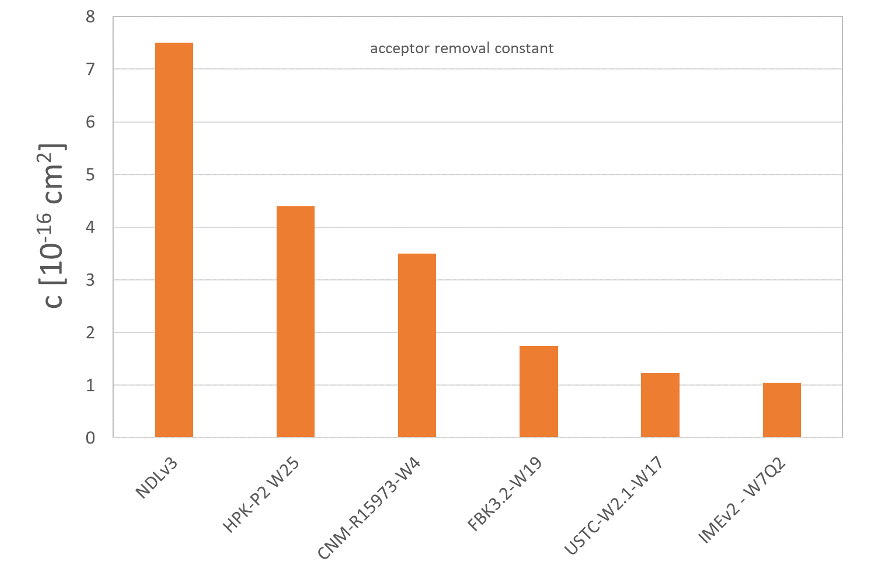 acceptor removal constant
c [10⁻¹⁶ cm²]
8
7
6
5
4
3
2
1
0
NDLv3
HPK-P2 W25
CNM-R15973-W4
FBK3.2-W19
USTC-W2.1-W17
IMEv2 - W7Q2